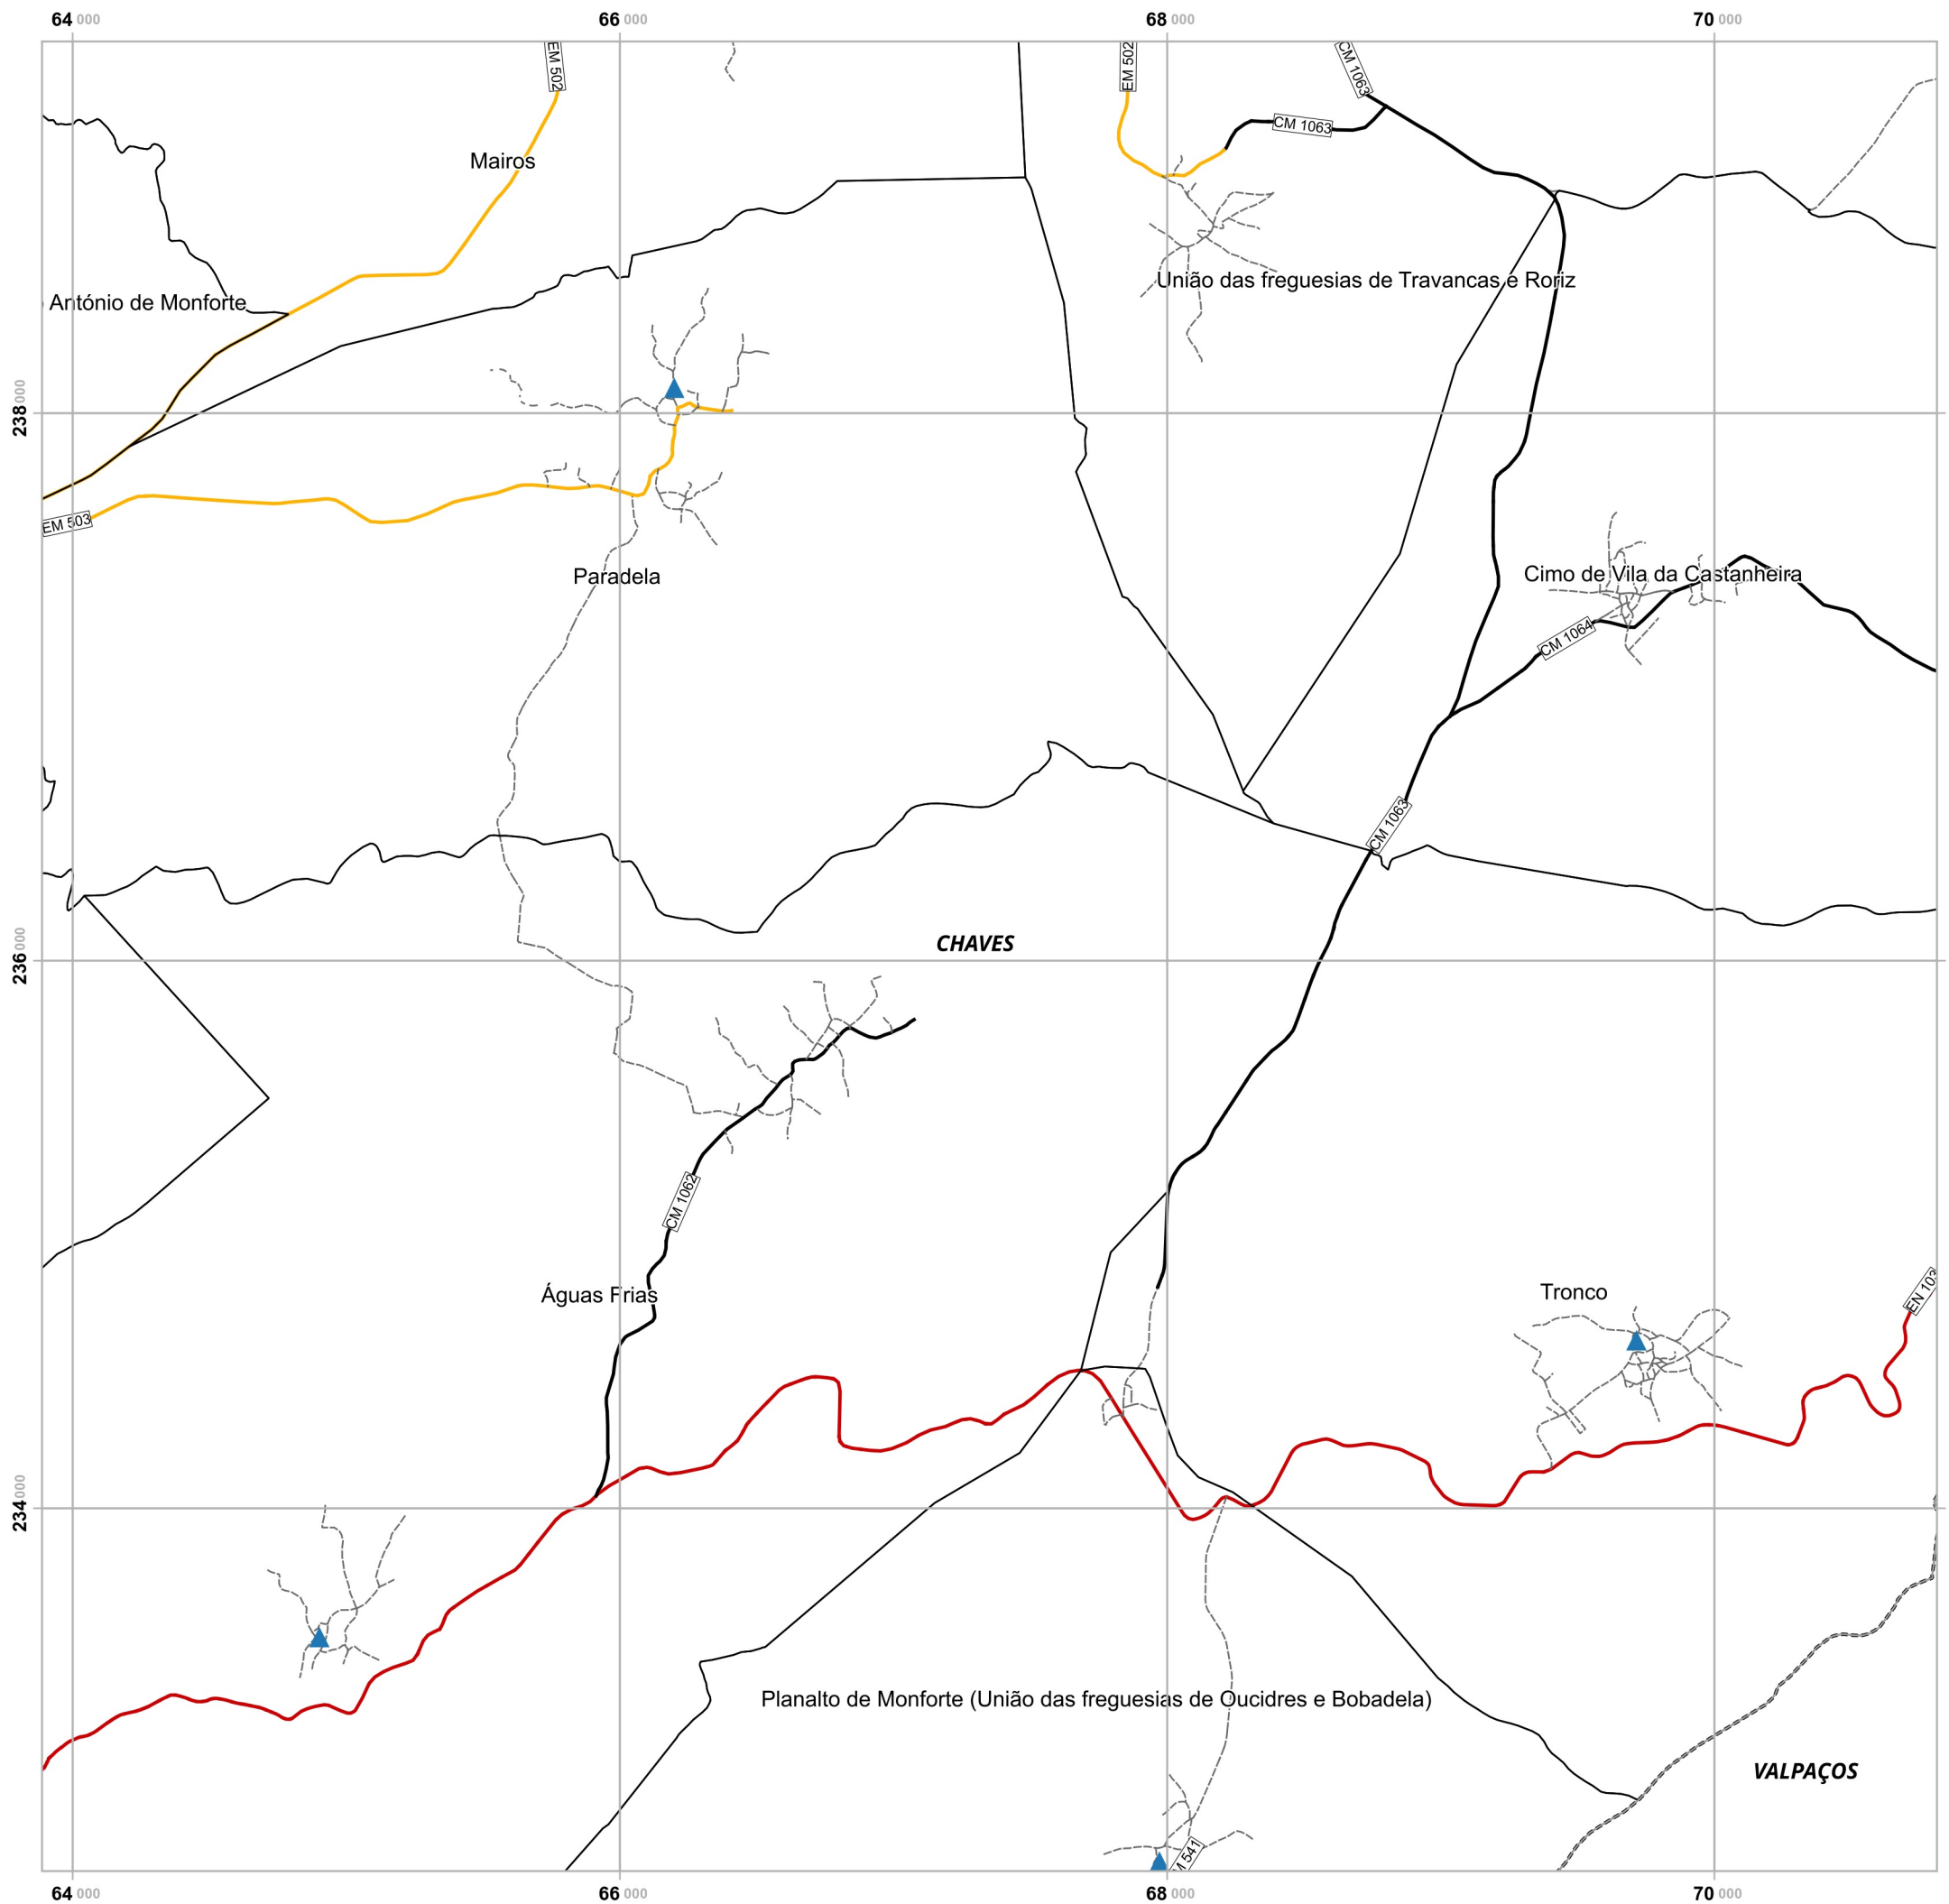 64 000 66 000 68 000 70 000
EM 502
EM 502
CM 1063
CM 1063
Mairos
União das freguesias de Travancas e Roriz
António de Monforte
238 000
EM 503
Paradela
Cimo de Vila da Castanheira
CM 1064
CM 1063
CHAVES
236 000
CM 1062
Águas Frias
Tronco
EN 103
234 000
Planalto de Monforte (União das freguesias de Oucidres e Bobadela)
VALPAÇOS
M 541
64 000 66 000 68 000 70 000